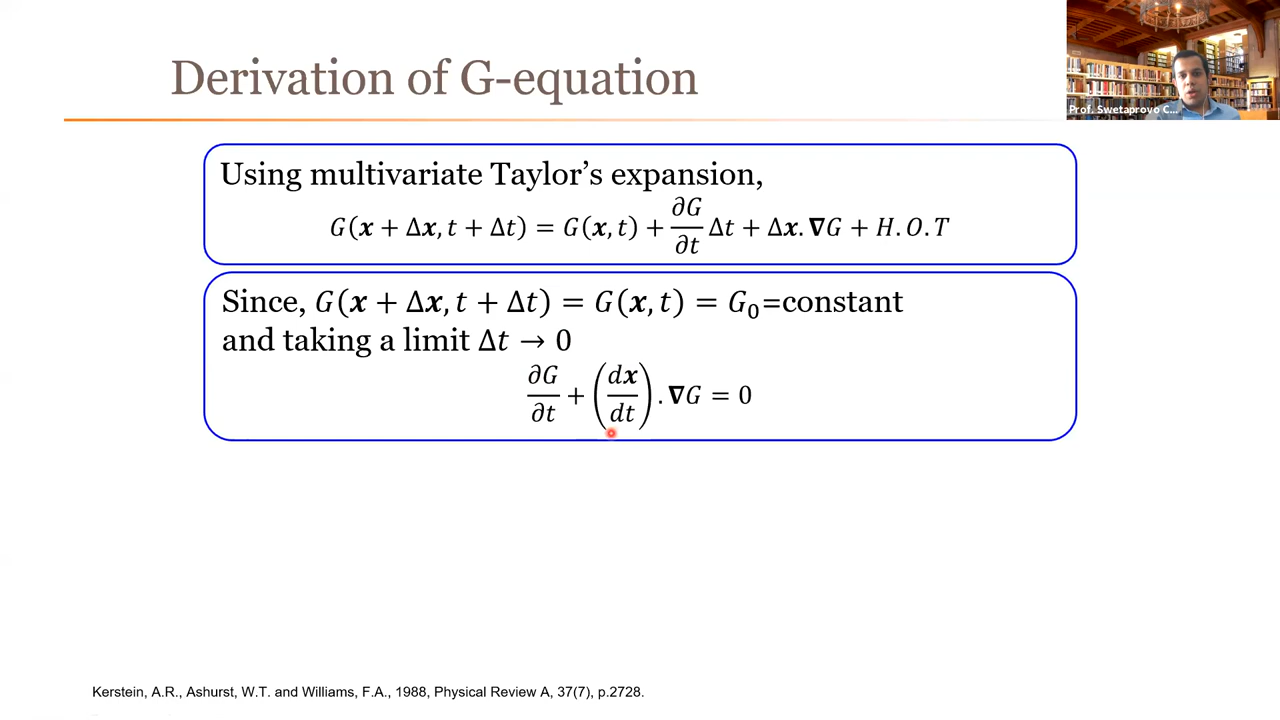 Derivation of G-equation
Prof. Swetaprovo C...
Using multivariate Taylor's expansion,
𝐺(𝒙 + Δ𝒙, 𝑡 + Δ𝑡) = 𝐺(𝒙, 𝑡) + ∂𝐺/∂𝑡 Δ𝑡 + Δ𝒙. 𝛁𝐺 + 𝐻. 𝑂. 𝑇
Since, 𝐺(𝒙 + Δ𝒙, 𝑡 + Δ𝑡) = 𝐺(𝒙, 𝑡) = 𝐺₀=constant
and taking a limit Δ𝑡 → 0
∂𝐺/∂𝑡 + (𝑑𝒙/𝑑𝑡) . 𝛁𝐺 = 0
Kerstein, A.R., Ashurst, W.T. and Williams, F.A., 1988, Physical Review A, 37(7), p.2728.